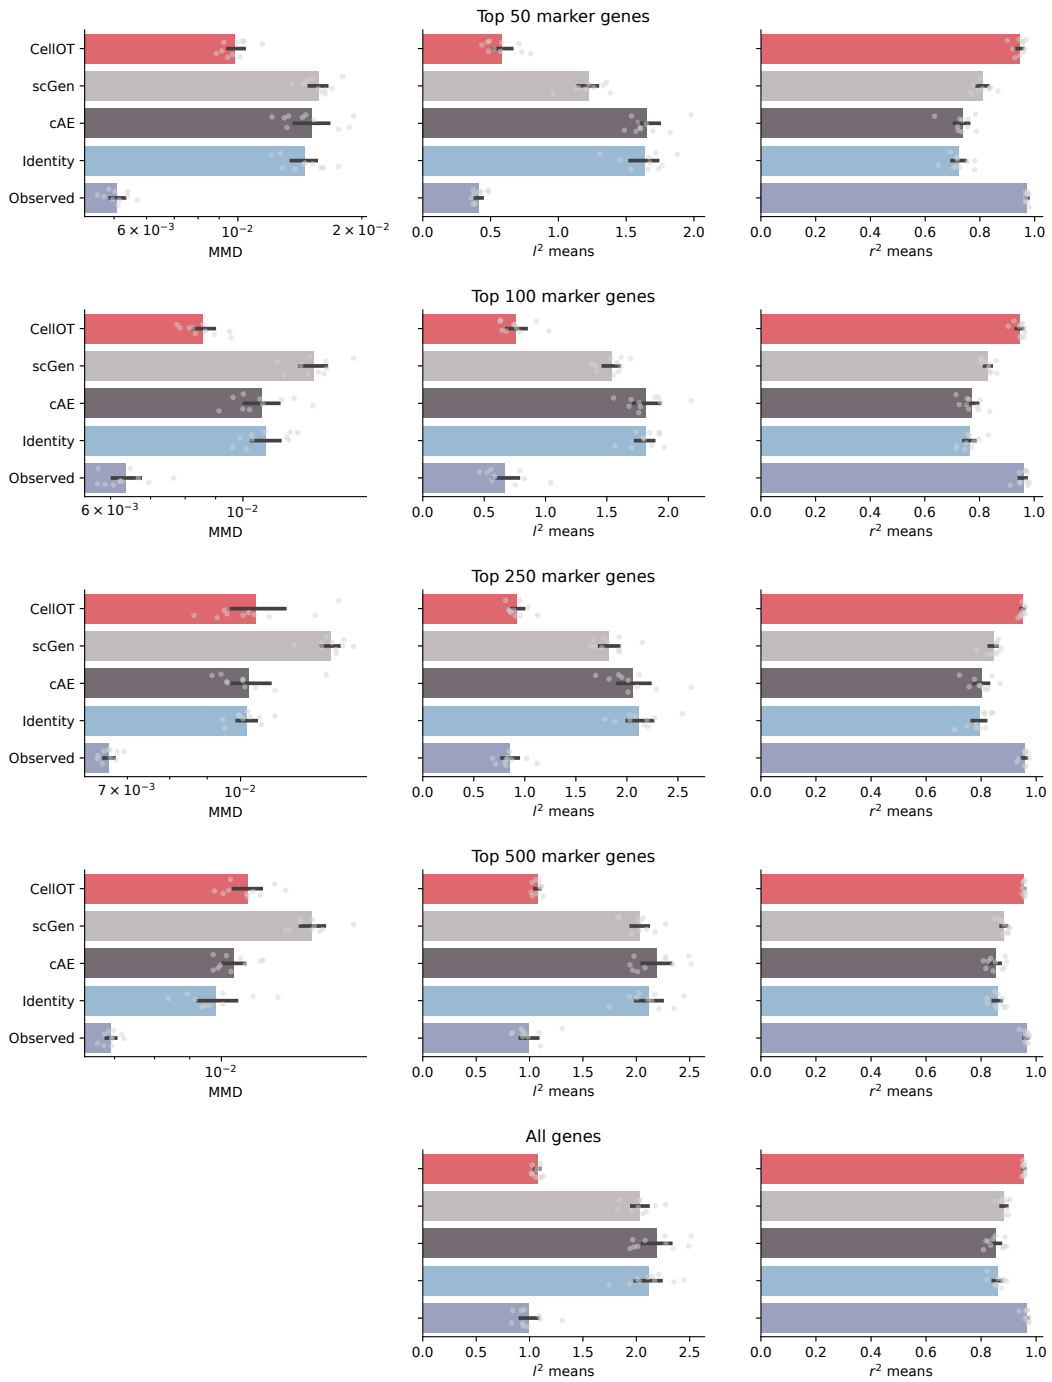 Top 50 marker genes
CellOT
scGen
cAE
Identity
Observed
6 × 10⁻³ 10⁻² 2 × 10⁻²
MMD
0.0 0.5 1.0 1.5 2.0
l² means
0.0 0.2 0.4 0.6 0.8 1.0
r² means
Top 100 marker genes
CellOT
scGen
cAE
Identity
Observed
6 × 10⁻³ 10⁻²
MMD
0.0 0.5 1.0 1.5 2.0
l² means
0.0 0.2 0.4 0.6 0.8 1.0
r² means
Top 250 marker genes
CellOT
scGen
cAE
Identity
Observed
7 × 10⁻³ 10⁻²
MMD
0.0 0.5 1.0 1.5 2.0 2.5
l² means
0.0 0.2 0.4 0.6 0.8 1.0
r² means
Top 500 marker genes
CellOT
scGen
cAE
Identity
Observed
10⁻²
MMD
0.0 0.5 1.0 1.5 2.0 2.5
l² means
0.0 0.2 0.4 0.6 0.8 1.0
r² means
All genes
0.0 0.5 1.0 1.5 2.0 2.5
l² means
0.0 0.2 0.4 0.6 0.8 1.0
r² means